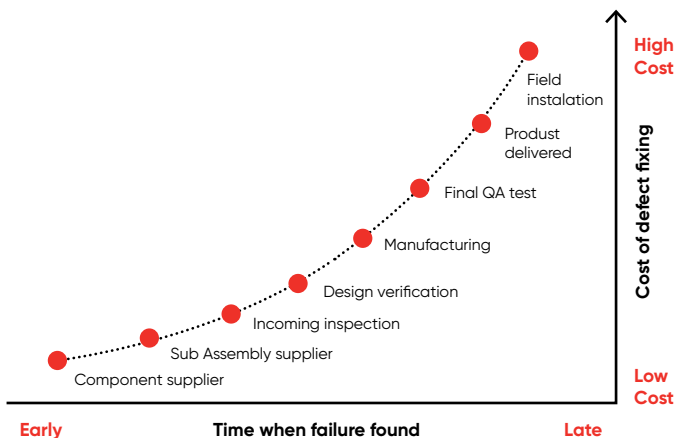 High
Cost
Field
instalation
Produst
delivered
Cost of defect fixing
Final QA test
Manufacturing
Design verification
Incoming inspection
Sub Assembly supplier
Component supplier
Low
Cost
Early
Time when failure found
Late